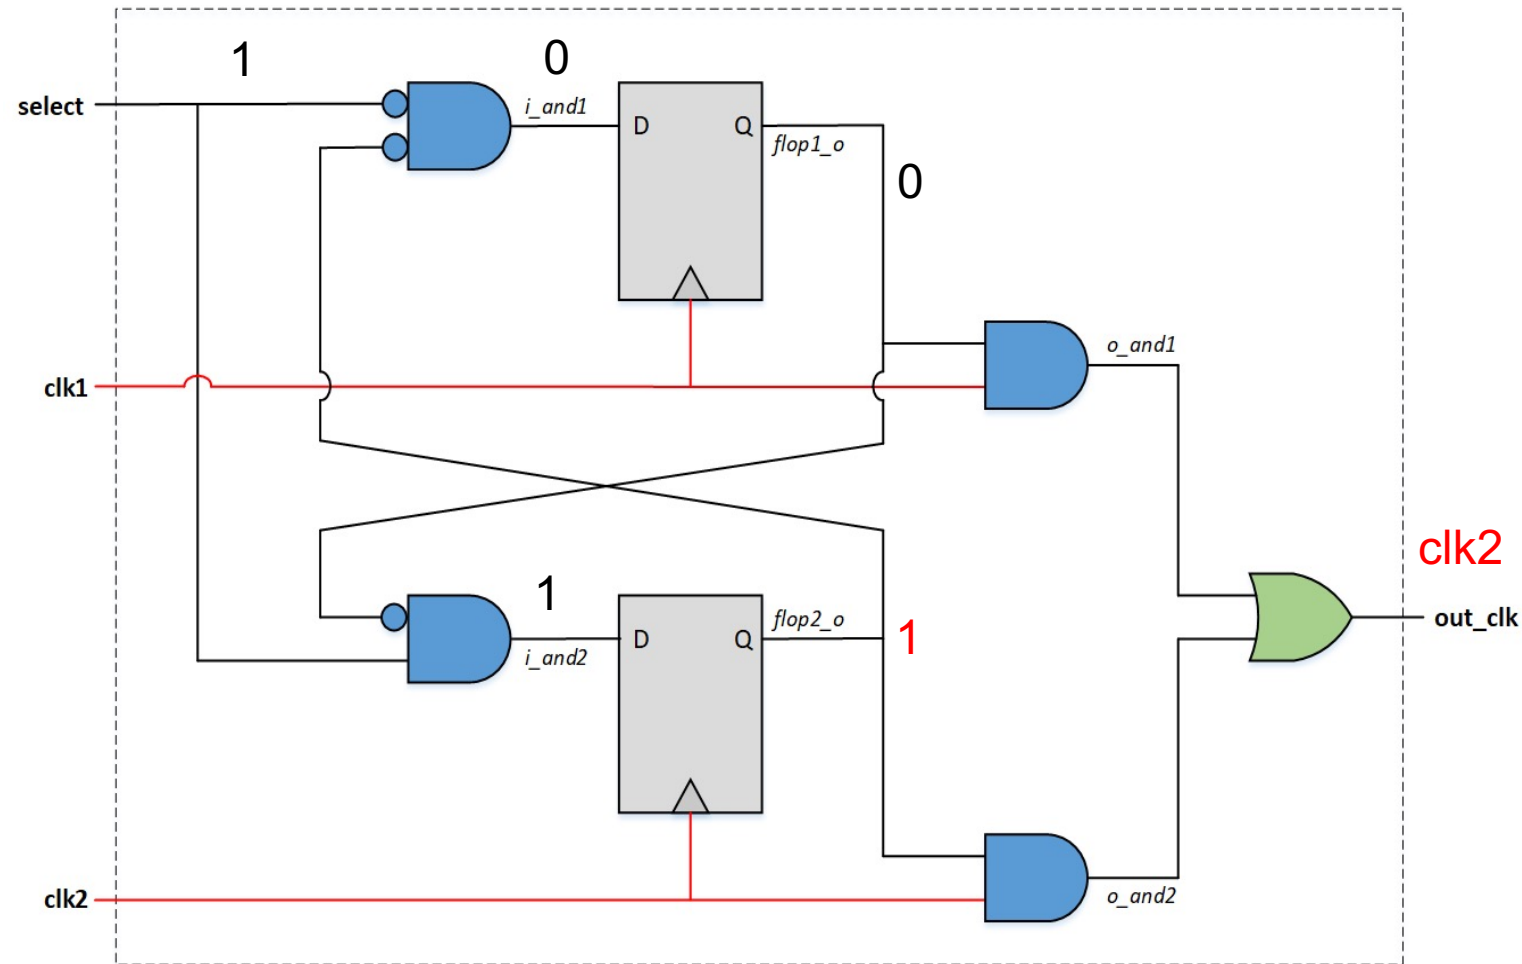 1
0
select
i_and1
D
Q
flop1_o
0
clk1
o_and1
clk2
1
i_and2
D
Q
flop2_o
1
out_clk
clk2
o_and2